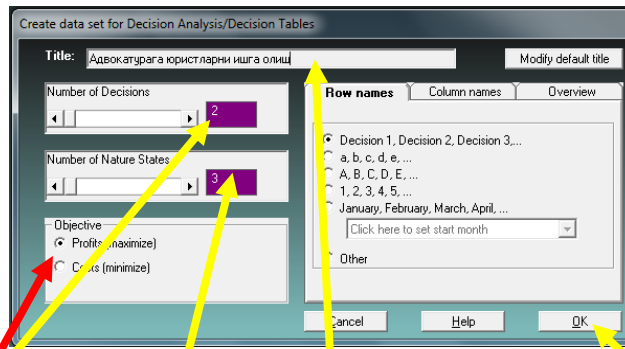 Create data set for Decision Analysis/Decision Tables
Title: Адвокатурага юристларни ишга олиш
Modify default title
Number of Decisions
2
Number of Nature States
3
Objective
Profits (maximize)
Costs (minimize)
Row names Column names Overview
Decision 1, Decision 2, Decision 3,...
a, b, c, d, e, ...
A, B, C, D, E, ...
1, 2, 3, 4, 5, ...
January, February, March, April, ...
Click here to set start month
Other
Cancel Help OK